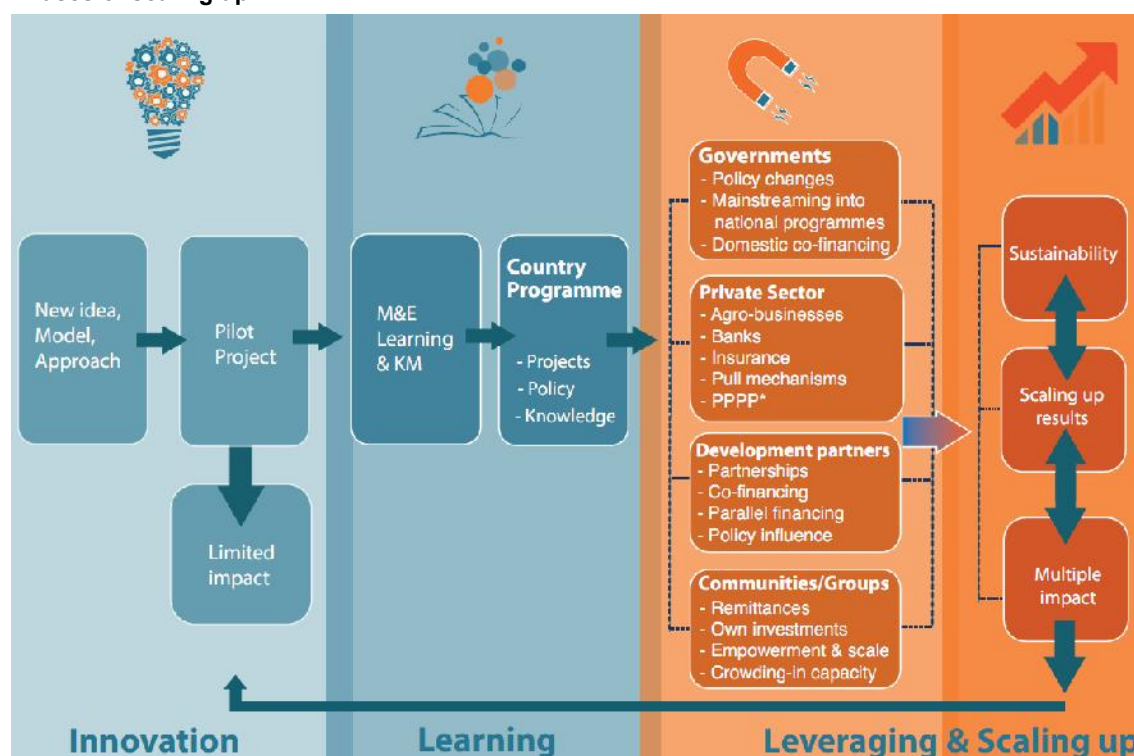 New idea,
Model,
Approach
Pilot
Project
Limited
impact
M&E
Learning
& KM
Country
Programme
- Projects
- Policy
- Knowledge
Governments
- Policy changes
- Mainstreaming into
national programmes
- Domestic co-financing
Private Sector
- Agro-businesses
- Banks
- Insurance
- Pull mechanisms
- PPPP*
Development partners
- Partnerships
- Co-financing
- Parallel financing
- Policy influence
Communities/Groups
- Remittances
- Own investments
- Empowerment & scale
- Crowding-in capacity
Sustainability
Scaling up
results
Multiple
impact
Innovation
Learning
Leveraging & Scaling up